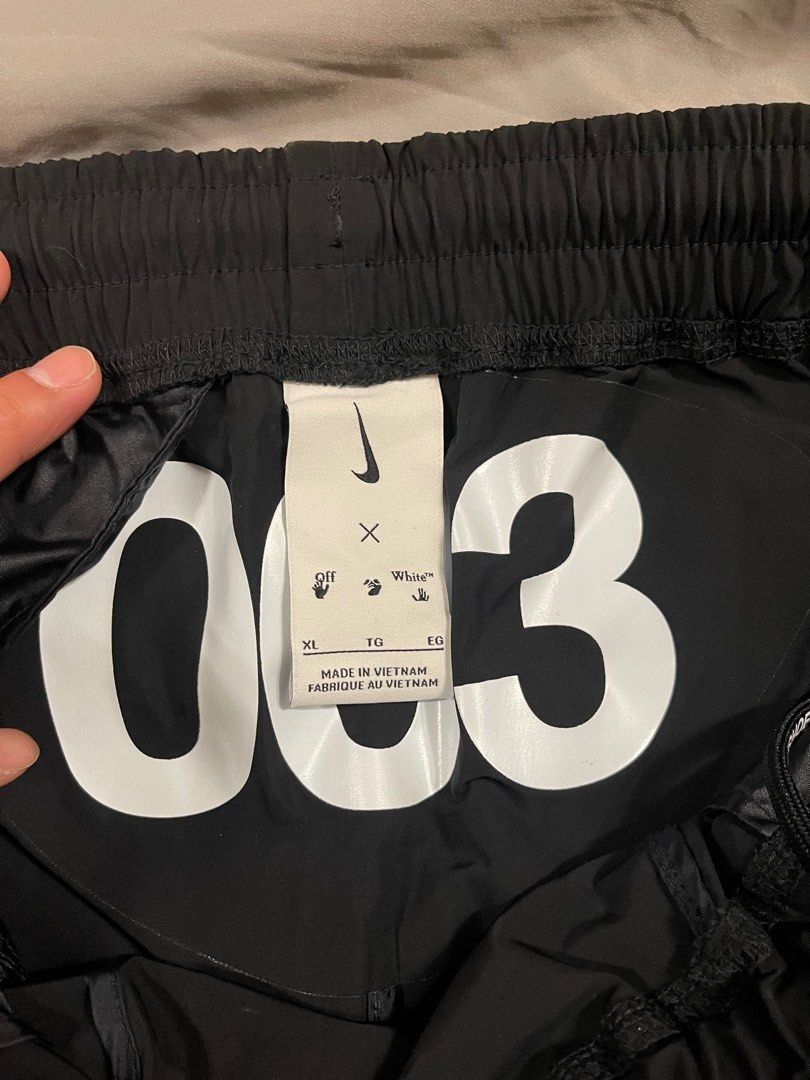 003
×
Off White™
XL TG EG
MADE IN VIETNAM
FABRIQUE AU VIETNAM